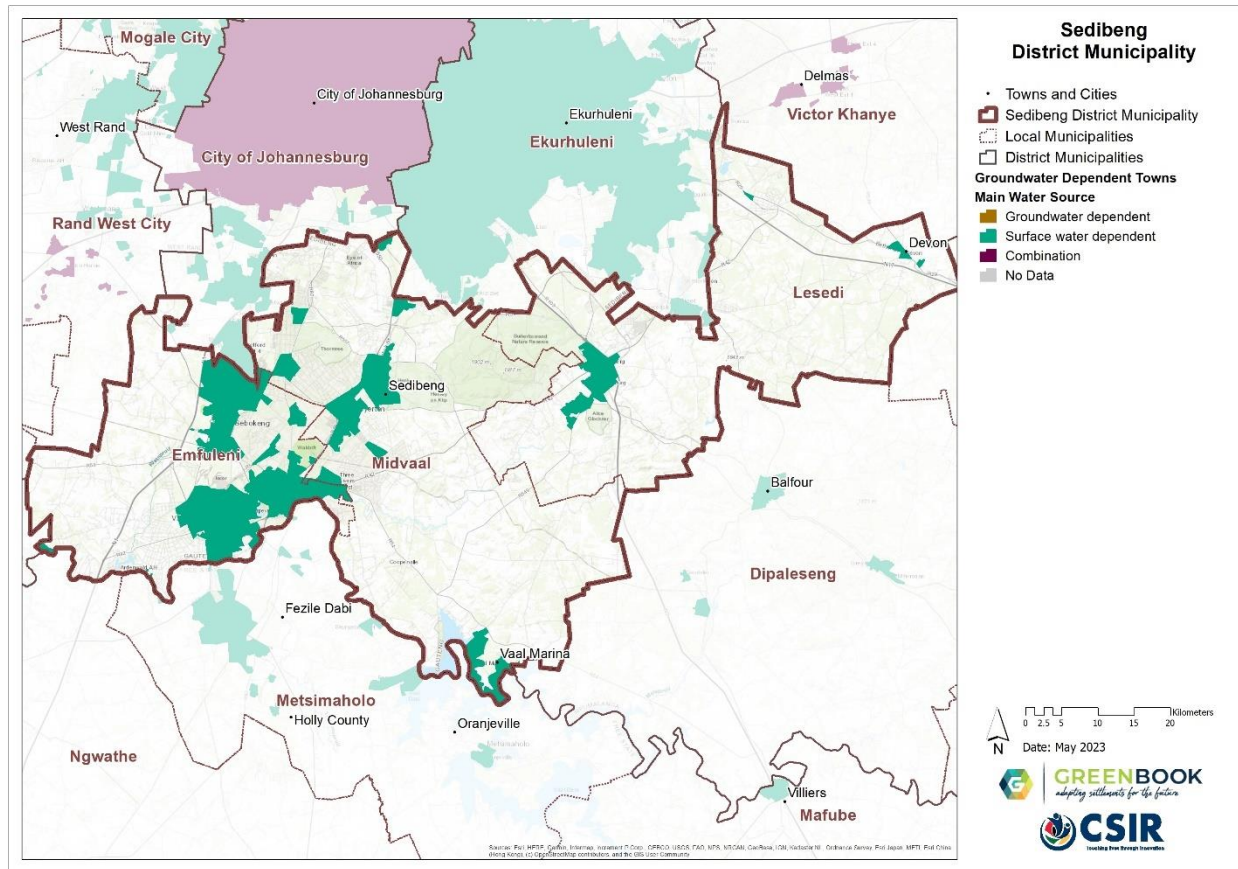 Sedibeng
District Municipality
Towns and Cities
Sedibeng District Municipality
Local Municipalities
District Municipalities
Groundwater Dependent Towns
Main Water Source
Groundwater dependent
Surface water dependent
Combination
No Data
Mogale City
City of Johannesburg
Delmas
Victor Khanye
West Rand
Ekurhuleni
Ekurhuleni
City of Johannesburg
Rand West City
Devon
Lesedi
Sedibeng
Emfuleni
Midvaal
Balfour
Dipaleseng
Fezile Dabi
Vaal Marina
Metsimaholo
Holly County
Oranjeville
Ngwathe
Villiers
Mafube
Kilometers
0 2.5 5 10 15 20
N
Date: May 2023
GREENBOOK
adapting settlements for the future
CSIR
Touching lives through innovation